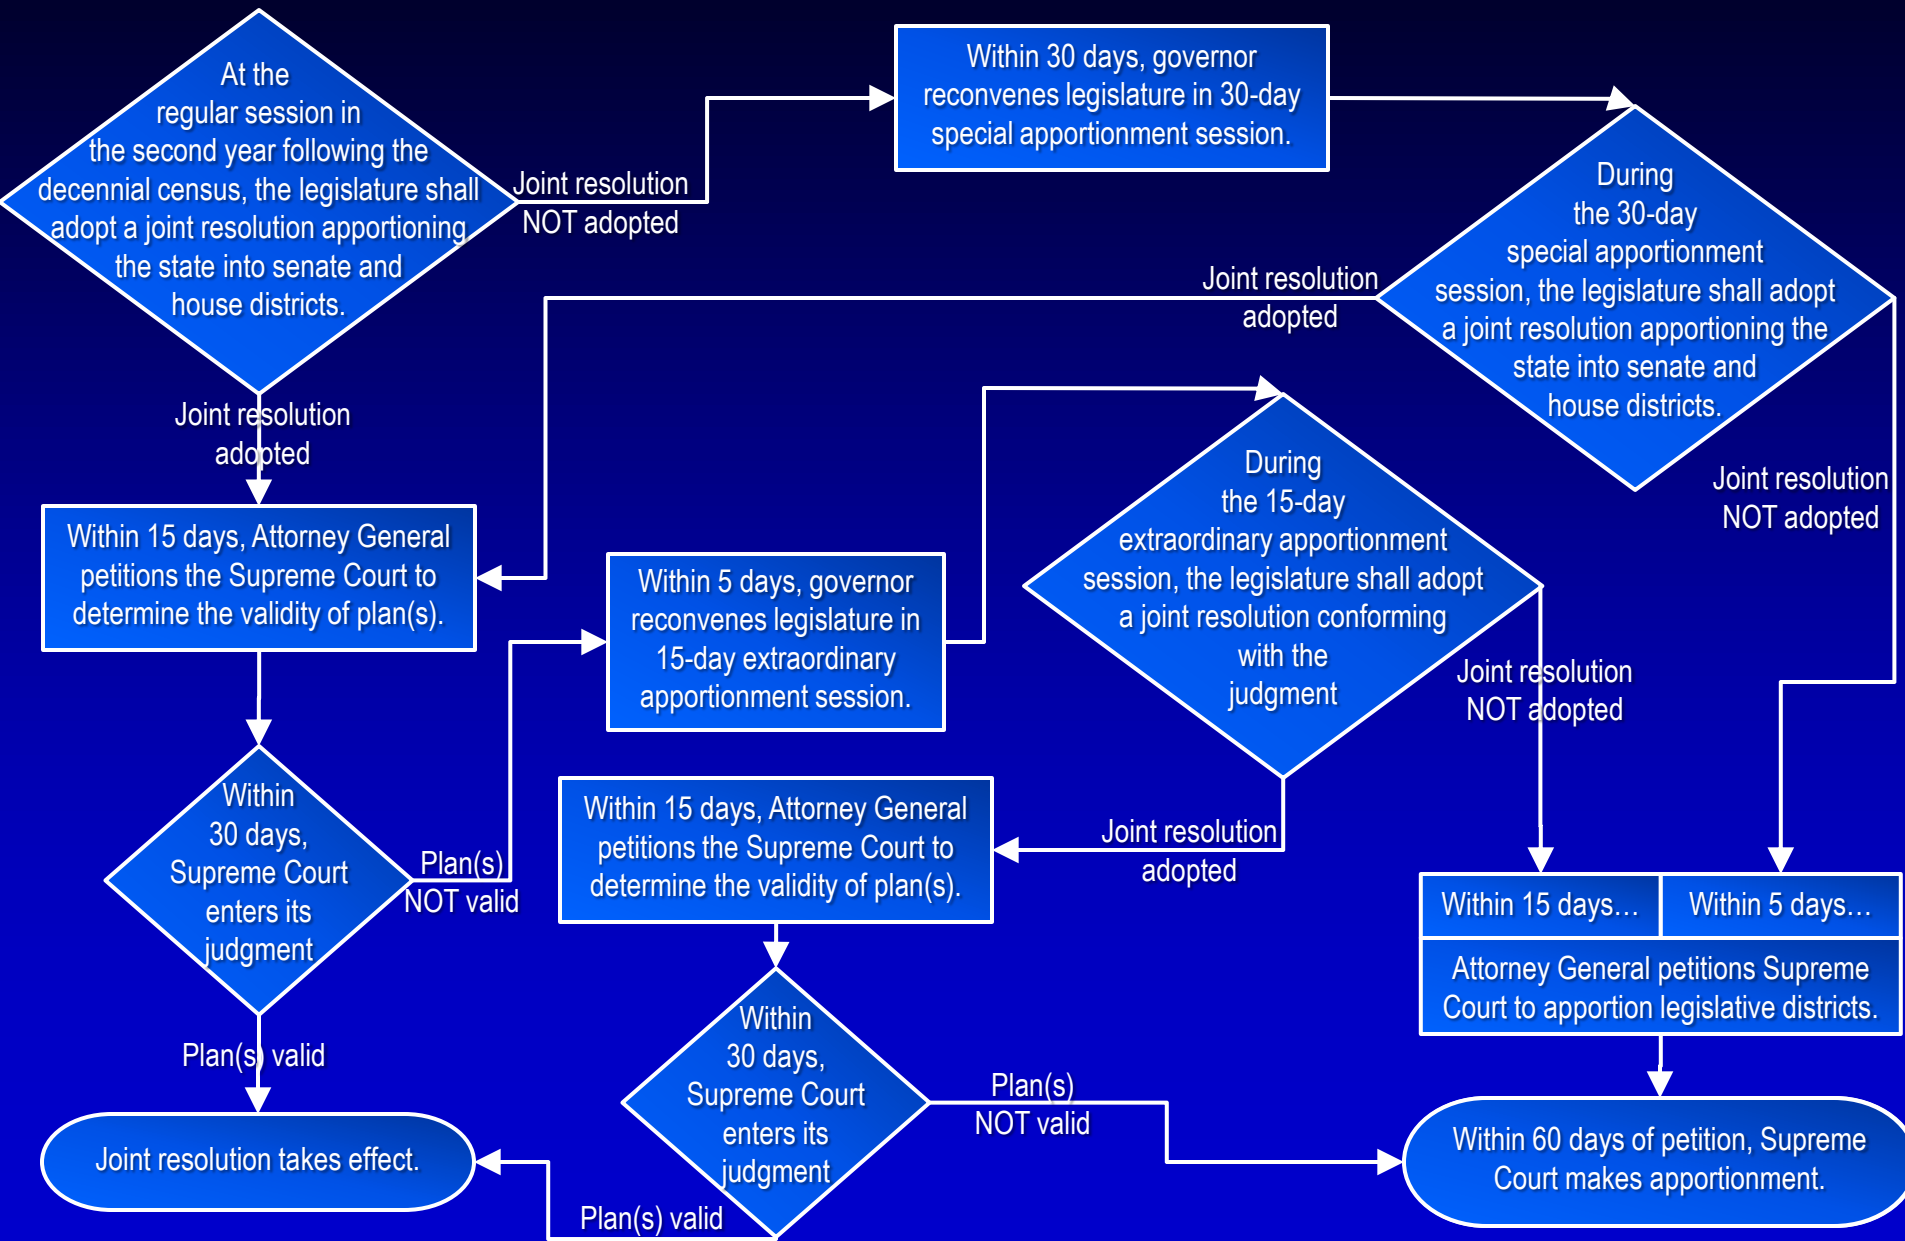 At the
regular session in
the second year following the
decennial census, the legislature shall
adopt a joint resolution apportioning
the state into senate and
house districts.
Joint resolution
NOT adopted
Within 30 days, governor
reconvenes legislature in 30-day
special apportionment session.
During
the 30-day
special apportionment
session, the legislature shall adopt
a joint resolution apportioning the
state into senate and
house districts.
Joint resolution
adopted
Joint resolution
NOT adopted
Joint resolution
adopted
Within 15 days, Attorney General
petitions the Supreme Court to
determine the validity of plan(s).
Within
30 days,
Supreme Court
enters its
judgment
Plan(s)
NOT valid
Plan(s) valid
Joint resolution takes effect.
Within 5 days, governor
reconvenes legislature in
15-day extraordinary
apportionment session.
During
the 15-day
extraordinary apportionment
session, the legislature shall adopt
a joint resolution conforming
with the
judgment
Joint resolution
NOT adopted
Joint resolution
adopted
Within 15 days, Attorney General
petitions the Supreme Court to
determine the validity of plan(s).
Within
30 days,
Supreme Court
enters its
judgment
Plan(s)
NOT valid
Plan(s) valid
Within 15 days…
Within 5 days…
Attorney General petitions Supreme
Court to apportion legislative districts.
Within 60 days of petition, Supreme
Court makes apportionment.